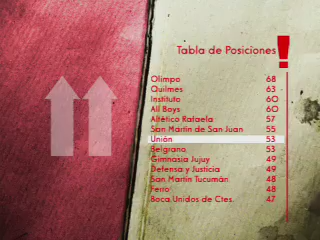 Tabla de Posiciones
Olimpo 68
Quilmes 63
Instituto 60
All Boys 60
Atlético Rafaela 57
San Martín de San Juan 55
Unión 53
Belgrano 53
Gimnasia Jujuy 49
Defensa y Justicia 49
San Martín Tucumán 48
Ferro 48
Boca Unidos de Ctes. 47